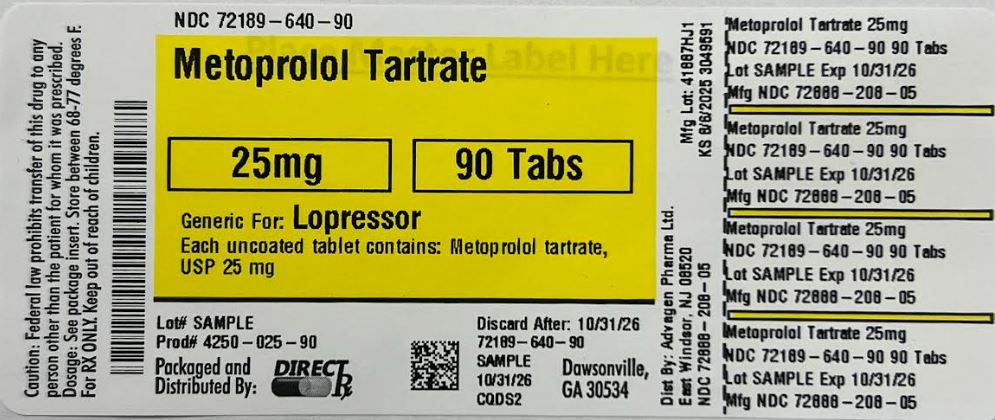 Caution: Federal law prohibits transfer of this drug to any
person other than the patient for whom it was prescribed.
Dosage: See package insert. Store between 68-77 degrees F.
For RX ONLY. Keep out of reach of children.
NDC 72189-640-90
Place Master Label Here
Metoprolol Tartrate
25mg
90 Tabs
Generic For: Lopressor
Each uncoated tablet contains: Metoprolol tartrate,
USP 25 mg
Lot# SAMPLE
Prod# 4250-025-90
Packaged and
Distributed By:
DIRECT Rx
Discard After: 10/31/26
72189-640-90
SAMPLE
10/31/26
CQDS2
Dawsonville,
GA 30534
Mfg Lot: 41887HJ1
KS 8/6/2025 3049591
Dist By: Advagen Pharma Ltd.
East Windsor, NJ 08520
NDC 72888-208-05
Metoprolol Tartrate 25mg
NDC 72189-640-90 90 Tabs
Lot SAMPLE Exp 10/31/26
Mfg NDC 72888-208-05
Metoprolol Tartrate 25mg
NDC 72189-640-90 90 Tabs
Lot SAMPLE Exp 10/31/26
Mfg NDC 72888-208-05
Metoprolol Tartrate 25mg
NDC 72189-640-90 90 Tabs
Lot SAMPLE Exp 10/31/26
Mfg NDC 72888-208-05
Metoprolol Tartrate 25mg
NDC 72189-640-90 90 Tabs
Lot SAMPLE Exp 10/31/26
Mfg NDC 72888-208-05